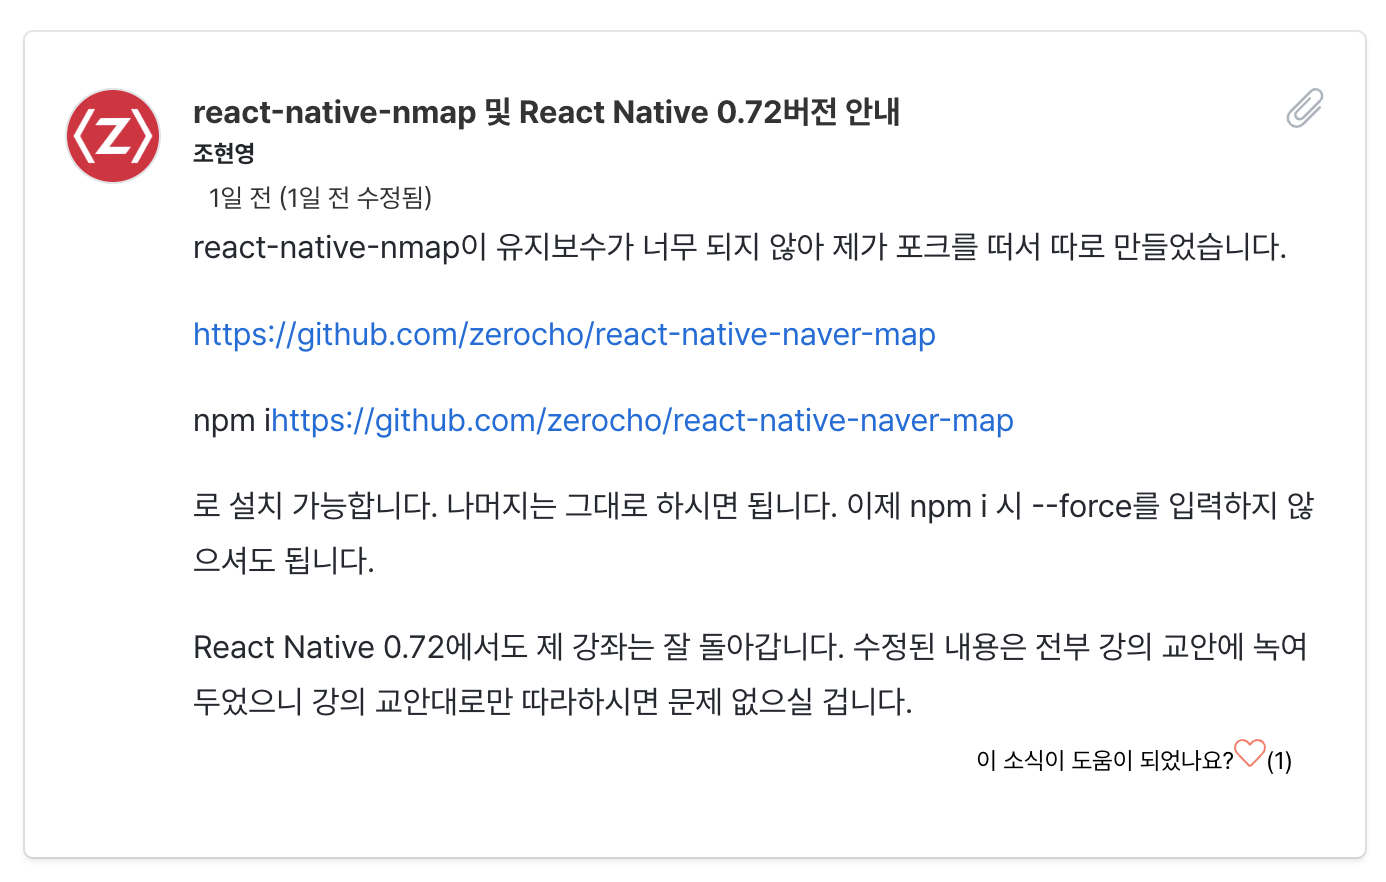 react-native-nmap 및 React Native 0.72버전 안내
조현영
1일 전 (1일 전 수정됨)
react-native-nmap이 유지보수가 너무 되지 않아 제가 포크를 떠서 따로 만들었습니다.
https://github.com/zerocho/react-native-naver-map
npm ihttps://github.com/zerocho/react-native-naver-map
로 설치 가능합니다. 나머지는 그대로 하시면 됩니다. 이제 npm i 시 --force를 입력하지 않
으셔도 됩니다.
React Native 0.72에서도 제 강좌는 잘 돌아갑니다. 수정된 내용은 전부 강의 교안에 녹여
두었으니 강의 교안대로만 따라하시면 문제 없으실 겁니다.
이 소식이 도움이 되었나요?(1)